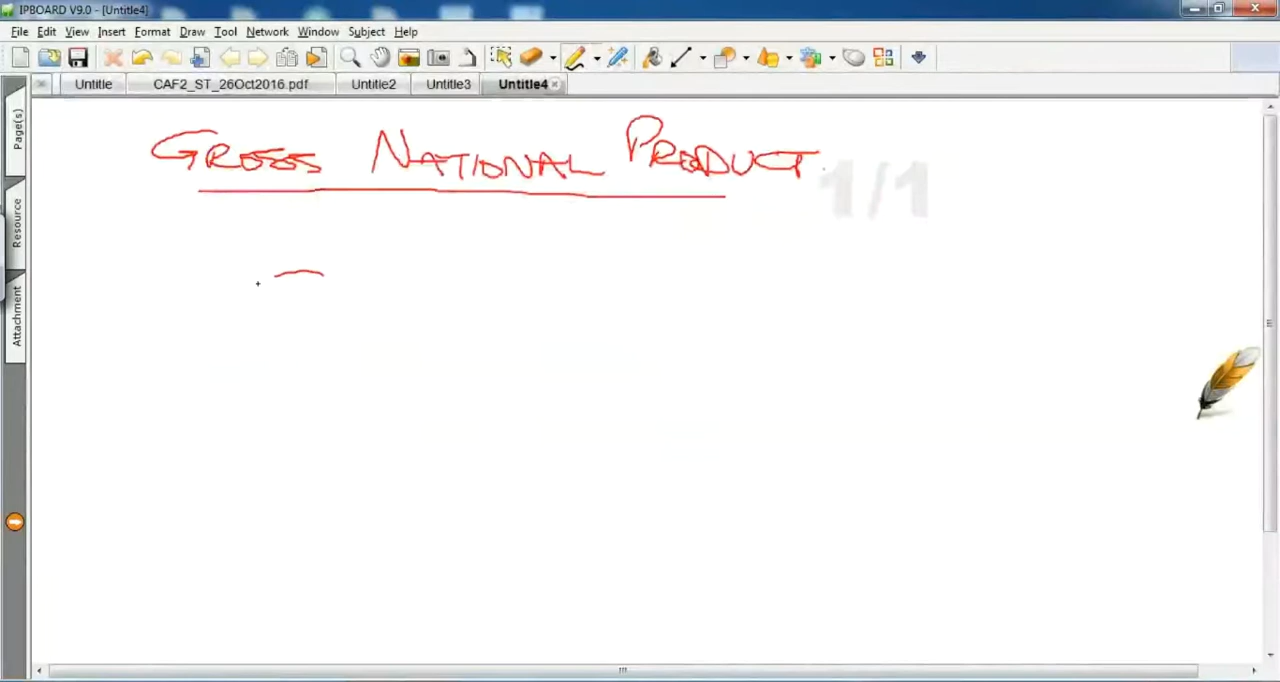 IPBOARD V9.0 - [Untitle4]
File Edit View Insert Format Draw Tool Network Window Subject Help
Untitle CAF2_ST_26Oct2016.pdf Untitle2 Untitle3 Untitle4
Page(s)
Resource
Attachment
GROSS NATIONAL PRODUCT
1/1